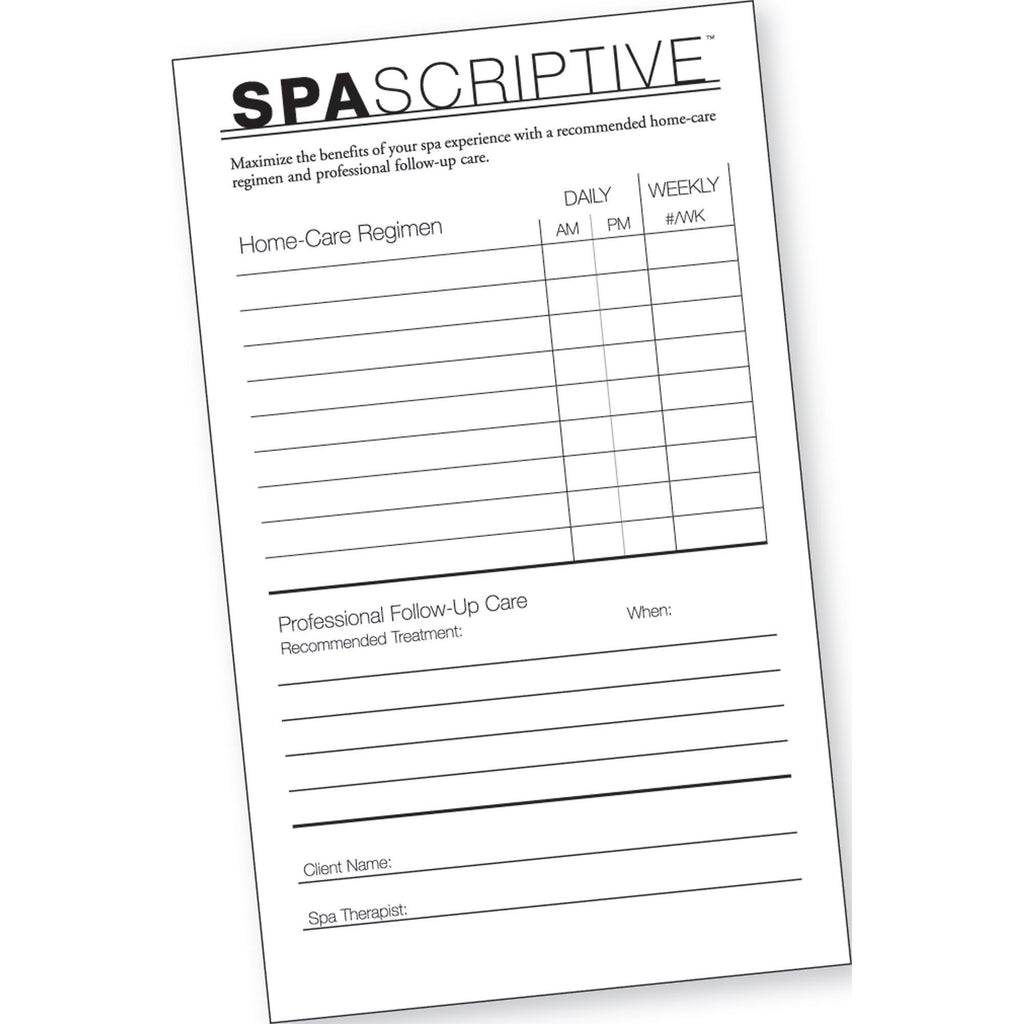 SPASCRIPTIVE™
Maximize the benefits of your spa experience with a recommended home-care
regimen and professional follow-up care.
DAILY WEEKLY
Home-Care Regimen AM PM #/WK
Professional Follow-Up Care
Recommended Treatment: When:
Client Name:
Spa Therapist: